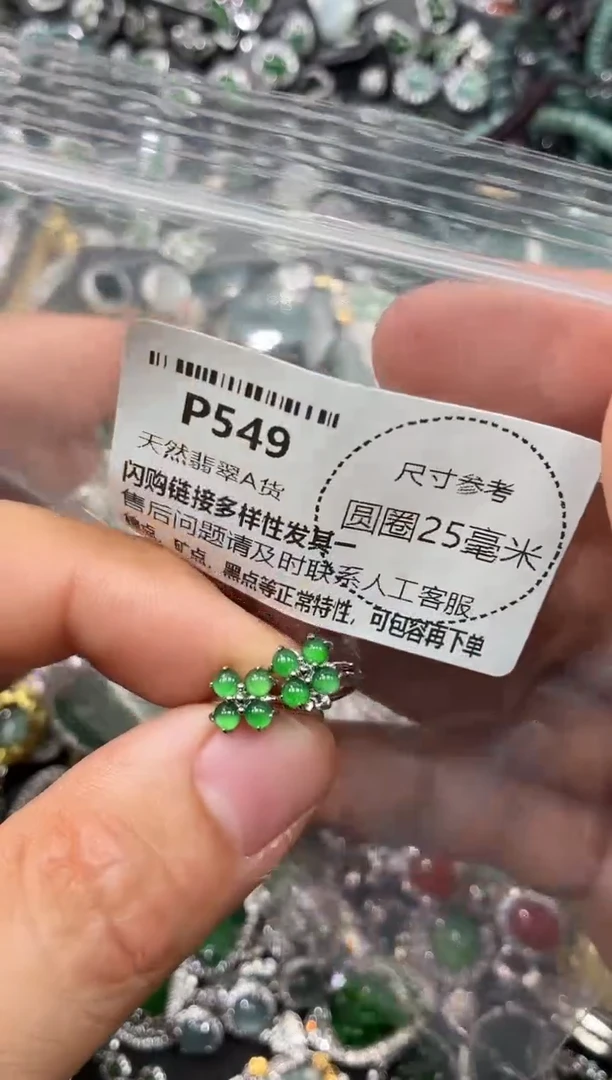 P549
天然翡翠A货
尺寸参考
圆圈25毫米
闪购链接多样性发其一
售后问题请及时联系人工客服
棉点、矿点、黑点等正常特性，可包容再下单